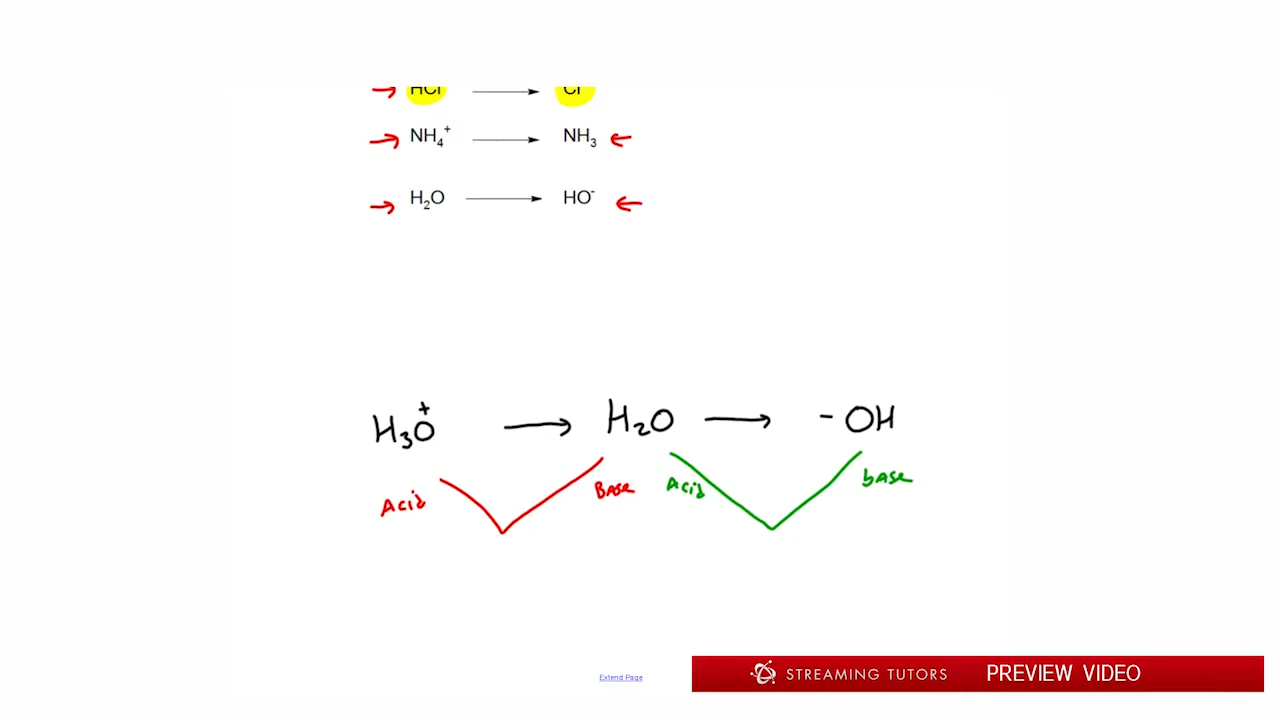 HCl Cl
NH₄⁺ NH₃
H₂O HO⁻
H₃O⁺ → H₂O → - OH
Acid Base Acid base
Extend Page
STREAMING TUTORS PREVIEW VIDEO